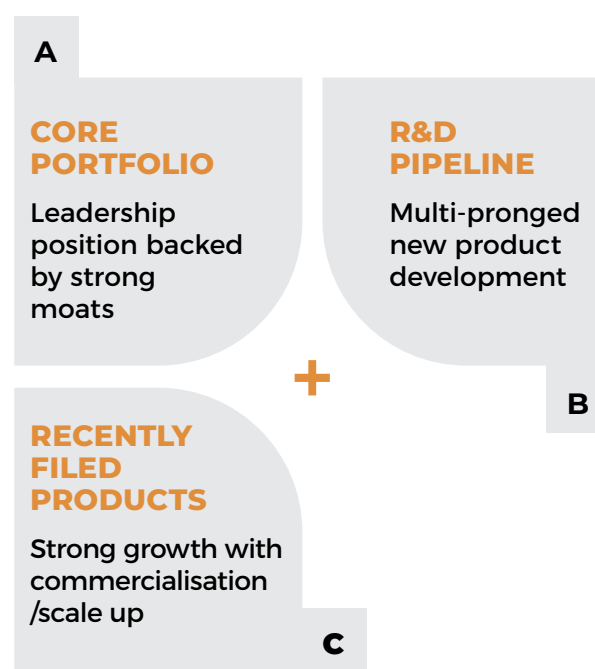 A
CORE
PORTFOLIO
Leadership
position backed
by strong
moats
R&D
PIPELINE
Multi-pronged
new product
development
B
+
RECENTLY
FILED
PRODUCTS
Strong growth with
commercialisation
/scale up
C